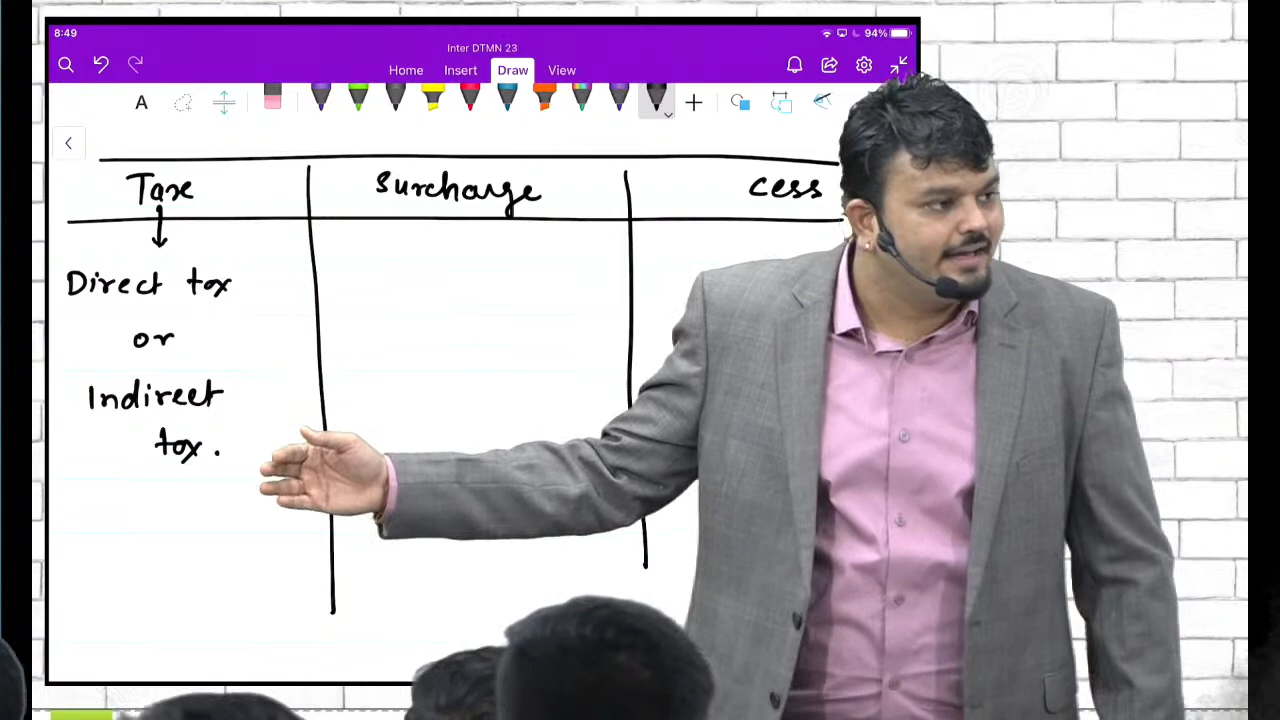 8:49
94%
Inter DTMN 23
Home Insert Draw View
A
Tax Surcharge cess
Direct tax
or
Indirect
tax.